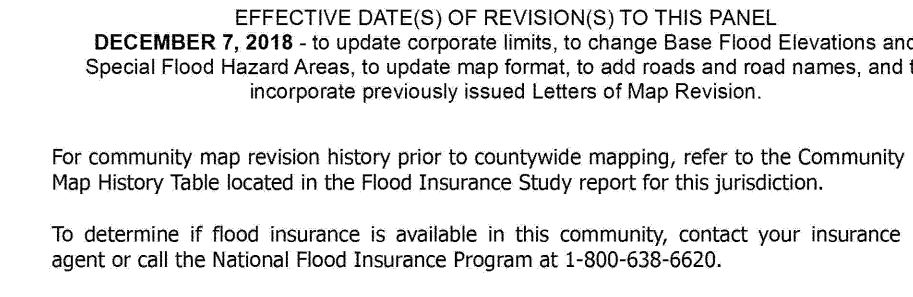 EFFECTIVE DATE(S) OF REVISION(S) TO THIS PANEL
DECEMBER 7, 2018 - to update corporate limits, to change Base Flood Elevations and
Special Flood Hazard Areas, to update map format, to add roads and road names, and t
incorporate previously issued Letters of Map Revision.
For community map revision history prior to countywide mapping, refer to the Community
Map History Table located in the Flood Insurance Study report for this jurisdiction.
To determine if flood insurance is available in this community, contact your insurance
agent or call the National Flood Insurance Program at 1-800-638-6620.